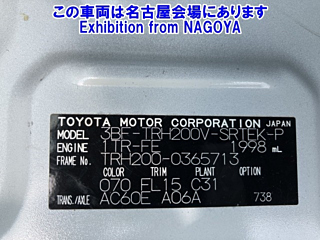 この車両は名古屋会場にあります
Exhibition from NAGOYA
TOYOTA MOTOR CORPORATION JAPAN
MODEL 3BF-TRH200V-SRTEK-P
ENGINE 1TR-FE 1998 mL
FRAME No. TRH200-0365713
COLOR TRIM PLANT OPTION
070 EL15 C31
TRANS./AXLE AC60E A06A 738